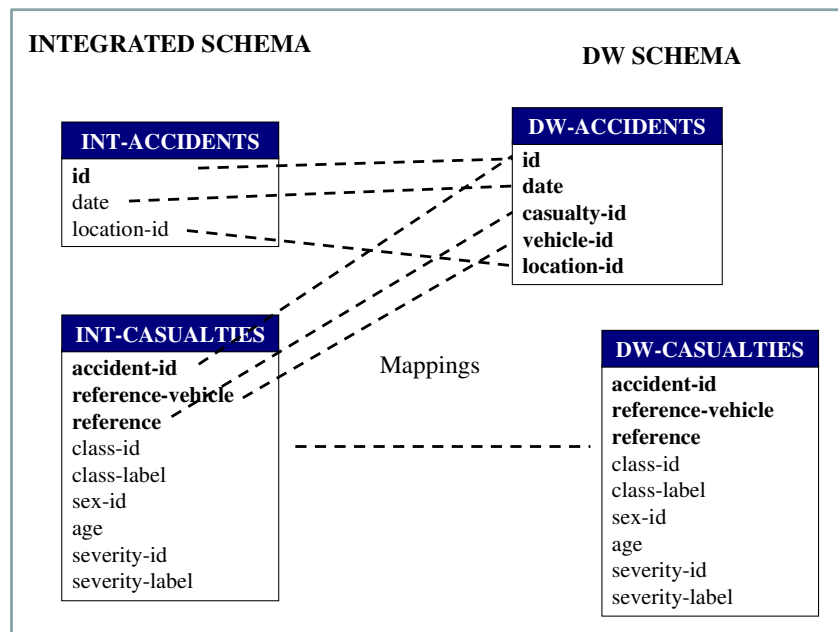 INTEGRATED SCHEMA
DW SCHEMA
INT-ACCIDENTS
id
date
location-id
DW-ACCIDENTS
id
date
casualty-id
vehicle-id
location-id
INT-CASUALTIES
accident-id
reference-vehicle
reference
class-id
class-label
sex-id
age
severity-id
severity-label
Mappings
DW-CASUALTIES
accident-id
reference-vehicle
reference
class-id
class-label
sex-id
age
severity-id
severity-label